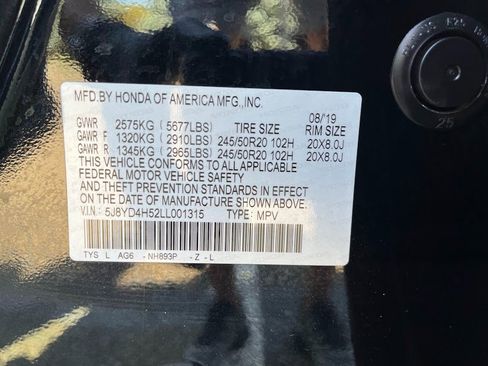 MFD.BY HONDA OF AMERICA MFG.,INC.
08/19
GVWR 2575KG (5677LBS) TIRE SIZE RIM SIZE
GAWR F 1320KG (2910LBS) 245/50R20 102H 20X8.0J
GAWR R 1345KG (2965LBS) 245/50R20 102H 20X8.0J
THIS VEHICLE CONFORMS TO ALL APPLICABLE
FEDERAL MOTOR VEHICLE SAFETY
AND THEFT PREVENTION STANDARDS IN EFFECT
ON THE DATE OF MANUFACTURE SHOWN ABOVE.
V.I.N.: 5J8YD4H52LL001315 TYPE: MPV
TYS L AG6 -NH893P -Z-L
25